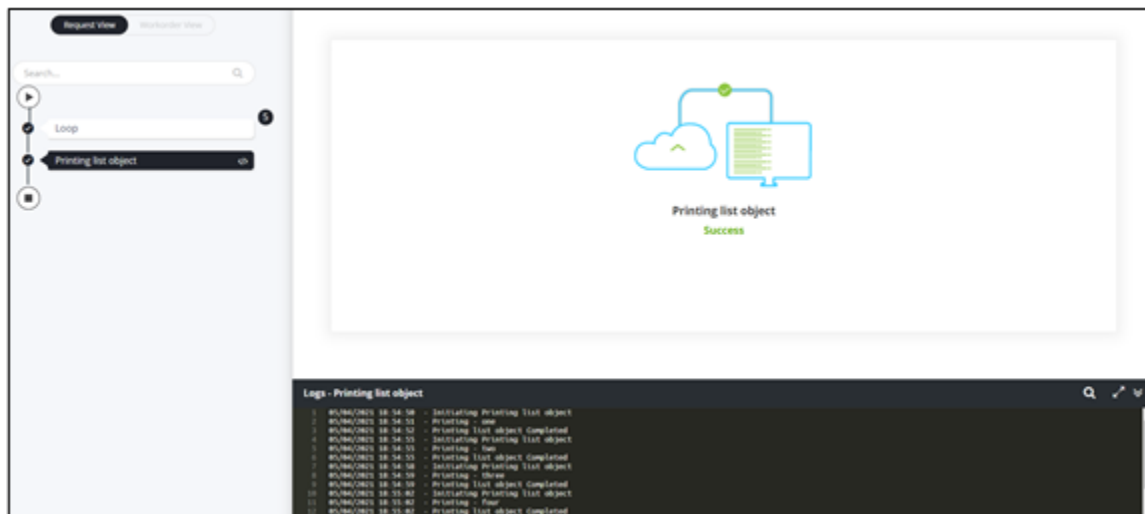 Request View
Workorder View
Search...
5
Loop
Printing list object
</>
Printing list object
Success
Logs - Printing list object
1 05/04/2021 18:54:50 - Initiating Printing list object
2 05/04/2021 18:54:51 - Printing - one
3 05/04/2021 18:54:52 - Printing list object Completed
4 05/04/2021 18:54:55 - Initiating Printing list object
5 05/04/2021 18:54:55 - Printing - two
6 05/04/2021 18:54:55 - Printing list object Completed
7 05/04/2021 18:54:58 - Initiating Printing list object
8 05/04/2021 18:54:59 - Printing - three
9 05/04/2021 18:54:59 - Printing list object Completed
10 05/04/2021 18:55:02 - Initiating Printing list object
11 05/04/2021 18:55:02 - Printing - four
12 05/04/2021 18:55:02 - Printing list object Completed